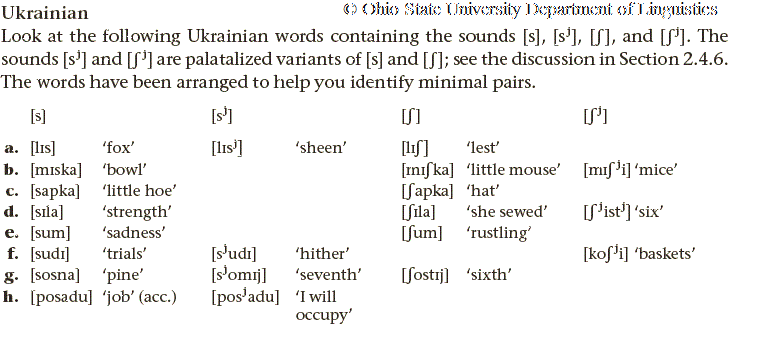 Ukrainian © Ohio State University Department of Linguistics
Look at the following Ukrainian words containing the sounds [s], [sʲ], [ʃ], and [ʃʲ]. The
sounds [sʲ] and [ʃʲ] are palatalized variants of [s] and [ʃ]; see the discussion in Section 2.4.6.
The words have been arranged to help you identify minimal pairs.
[s] [sʲ] [ʃ] [ʃʲ]
a. [lɪs] ‘fox’ [lɪsʲ] ‘sheen’ [lɪʃ] ‘lest’
b. [mɪska] ‘bowl’ [mɪʃka] ‘little mouse’ [mɪʃʲi] ‘mice’
c. [sapka] ‘little hoe’ [ʃapka] ‘hat’
d. [sɪla] ‘strength’ [ʃɪla] ‘she sewed’ [ʃʲistʲ] ‘six’
e. [sum] ‘sadness’ [ʃum] ‘rustling’
f. [sudɪ] ‘trials’ [sʲudɪ] ‘hither’ [koʃʲi] ‘baskets’
g. [sosna] ‘pine’ [sʲomɪj] ‘seventh’ [ʃostɪj] ‘sixth’
h. [posadu] ‘job’ (acc.) [posʲadu] ‘I will
occupy’